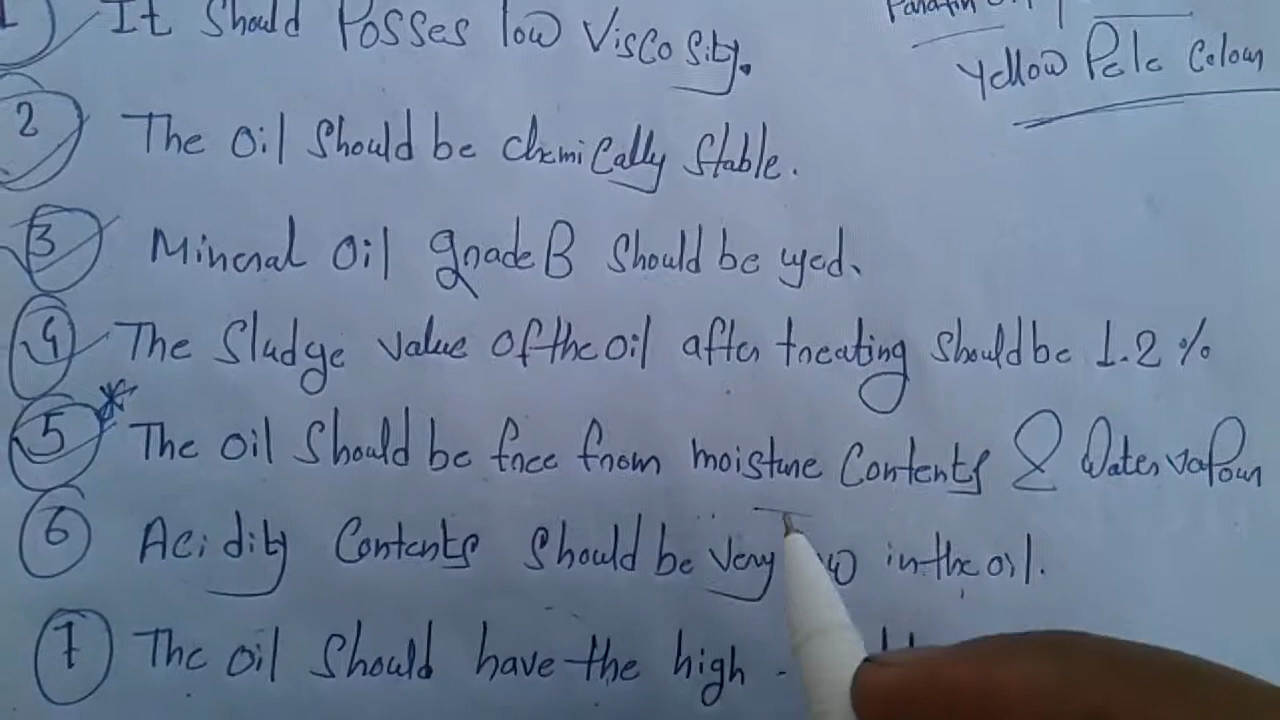 It Should Posses low Viscosity.
Yellow Pale Colour
2 The Oil Should be chemically Stable.
3 Mineral Oil grade B Should be used.
4 The Sludge value of the oil after treating Should be 1.2 %
5 The oil Should be free from moisture Contents & Water vapour
6 Acidity Contents Should be very in the oil.
7 The oil Should have the high -